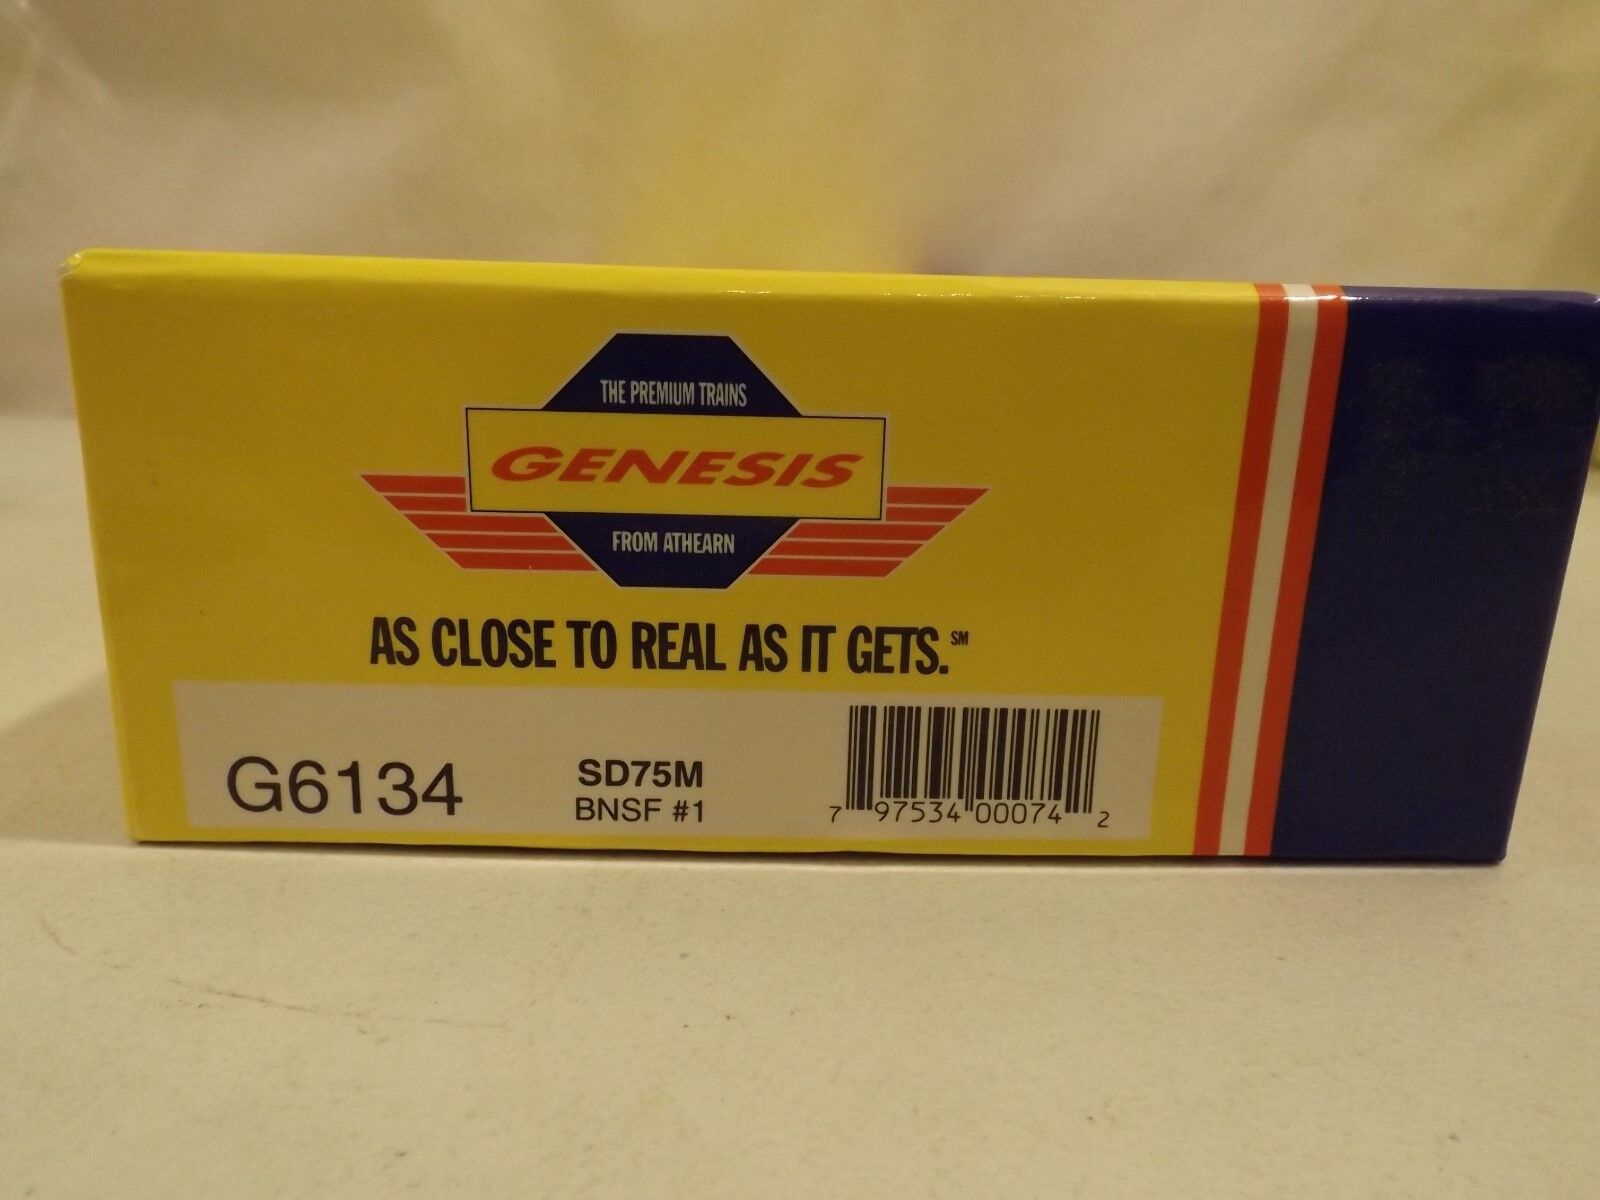 THE PREMIUM TRAINS
GENESIS
FROM ATHEARN
AS CLOSE TO REAL AS IT GETS.℠
G6134
SD75M
BNSF #1
7 97534 00074 2